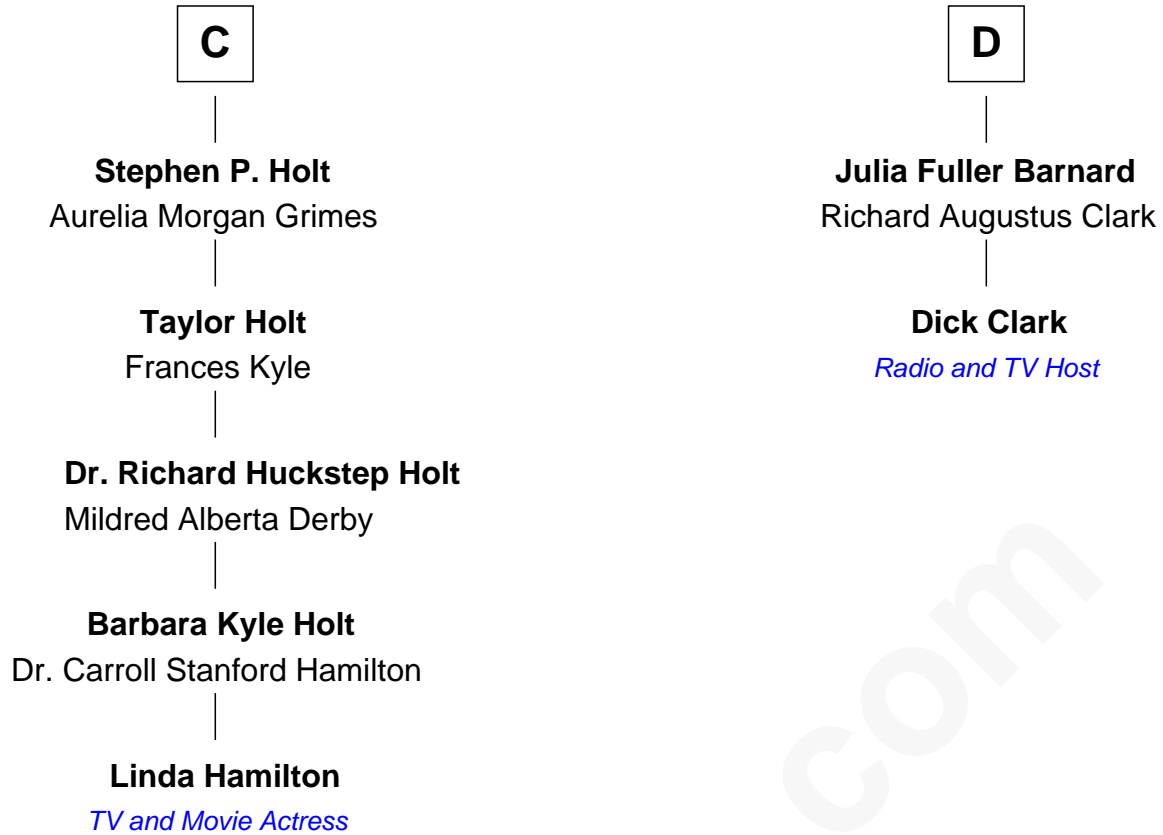 C
Stephen P. Holt
Aurelia Morgan Grimes
Taylor Holt
Frances Kyle
Dr. Richard Huckstep Holt
Mildred Alberta Derby
Barbara Kyle Holt
Dr. Carroll Stanford Hamilton
Linda Hamilton
TV and Movie Actress
D
Julia Fuller Barnard
Richard Augustus Clark
Dick Clark
Radio and TV Host
com